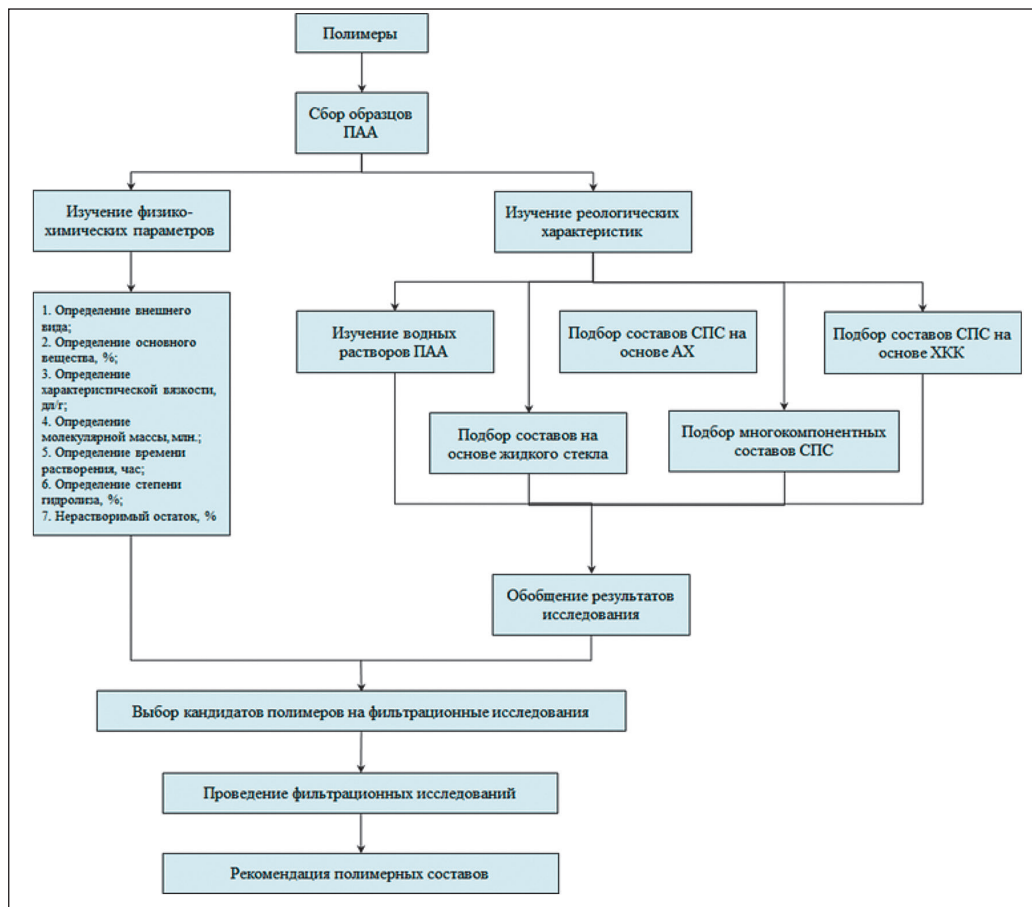 Полимеры
Сбор образцов
ПАА
Изучение физико-
химических параметров
Изучение реологических
характеристик
1. Определение внешнего
вида;
2. Определение основного
вещества, %;
3. Определение
характеристической вязкости,
дл/г;
4. Определение
молекулярной массы, млн.;
5. Определение времени
растворения, час;
6. Определение степени
гидролиза, %;
7. Нерастворимый остаток, %
Изучение водных
растворов ПАА
Подбор составов СПС на
основе АХ
Подбор составов СПС на
основе ХКК
Подбор составов на
основе жидкого стекла
Подбор многокомпонентных
составов СПС
Обобщение результатов
исследования
Выбор кандидатов полимеров на фильтрационные исследования
Проведение фильтрационных исследований
Рекомендация полимерных составов